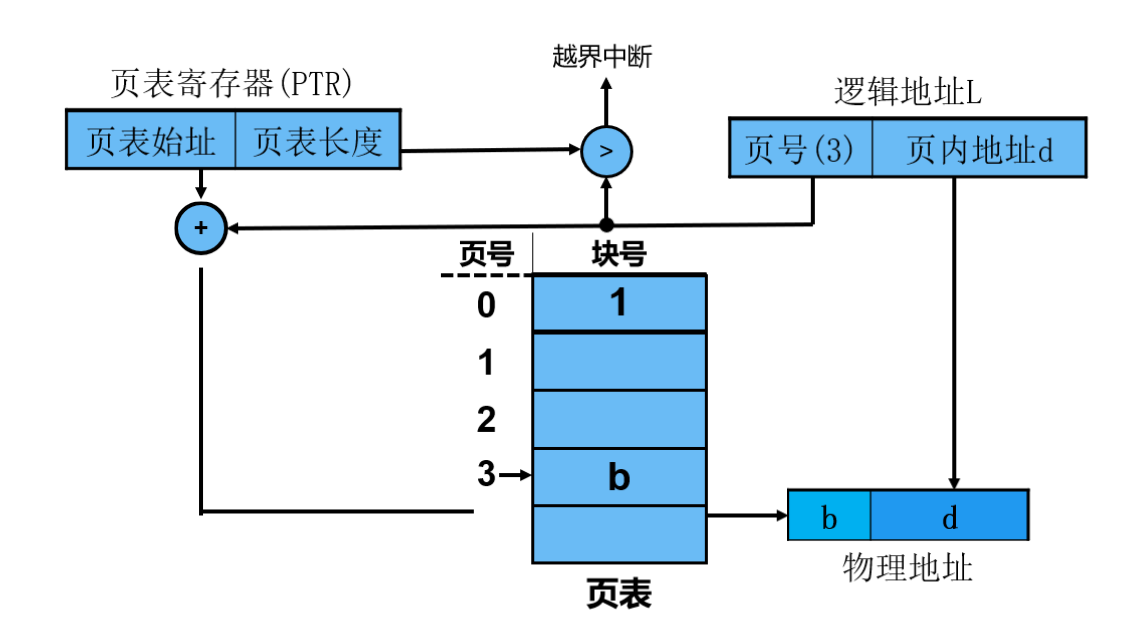 越界中断
页表寄存器(PTR)
逻辑地址L
页表始址 页表长度
>
页号(3) 页内地址d
+
页号 块号
0 1
1
2
3 b
b d
物理地址
页表